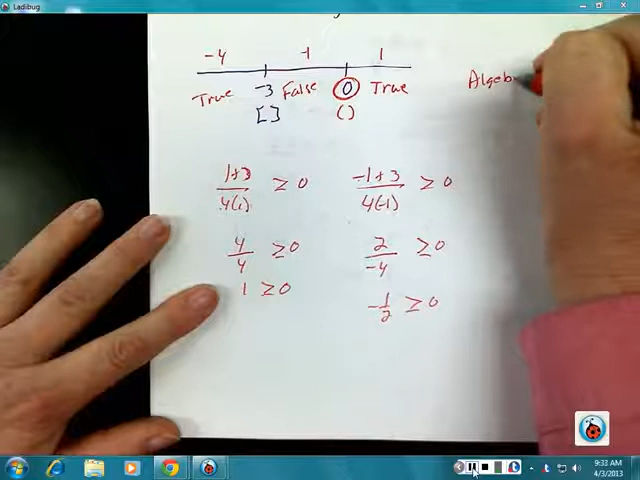 Ladibug
-4 -1 1
True -3 False 0 True
[ ] ( )
1+3/4(1) ≥ 0 -1+3/4(-1) ≥ 0
4/4 ≥ 0 2/-4 ≥ 0
1 ≥ 0 -1/2 ≥ 0
Algeb
9:33 AM
4/3/2013